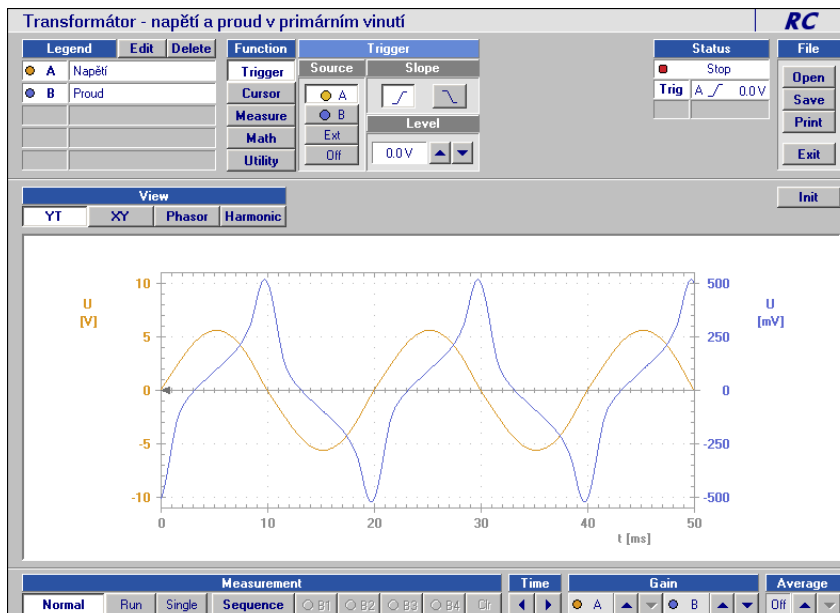 Transformátor - napětí a proud v primárním vinutí
RC
Legend Edit Delete
A Napětí
B Proud
Function
Trigger
Cursor
Measure
Math
Utility
Trigger
Source
A
B
Ext
Off
Slope
Level
0.0 V
Status
Stop
Trig A 0.0 V
File
Open
Save
Print
Exit
View
YT XY Phasor Harmonic
Init
U
[V]
10
5
0
-5
-10
500
250
0
-250
-500
U
[mV]
0 10 20 30 40 50
t [ms]
Measurement
Normal Run Single Sequence B1 B2 B3 B4 Clr
Time
Gain
A B
Average
Off